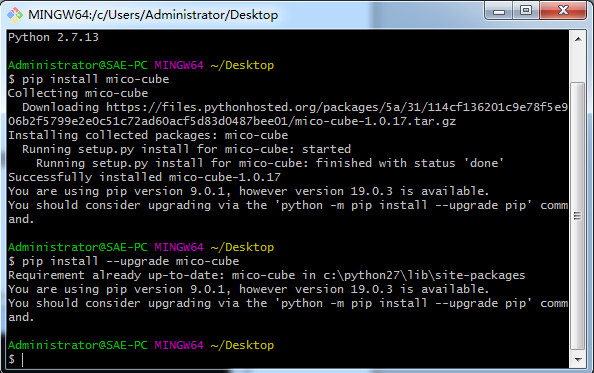 MINGW64:/c/Users/Administrator/Desktop
Python 2.7.13
Administrator@SAE-PC MINGW64 ~/Desktop
$ pip install mico-cube
Collecting mico-cube
  Downloading https://files.pythonhosted.org/packages/5a/31/114cf136201c9e78f5e9
06b2f5799e2e0c51c72ad60acf5d83d0487bee01/mico-cube-1.0.17.tar.gz
Installing collected packages: mico-cube
  Running setup.py install for mico-cube: started
    Running setup.py install for mico-cube: finished with status 'done'
Successfully installed mico-cube-1.0.17
You are using pip version 9.0.1, however version 19.0.3 is available.
You should consider upgrading via the 'python -m pip install --upgrade pip' comm
and.
Administrator@SAE-PC MINGW64 ~/Desktop
$ pip install --upgrade mico-cube
Requirement already up-to-date: mico-cube in c:\python27\lib\site-packages
You are using pip version 9.0.1, however version 19.0.3 is available.
You should consider upgrading via the 'python -m pip install --upgrade pip' comm
and.
Administrator@SAE-PC MINGW64 ~/Desktop
$